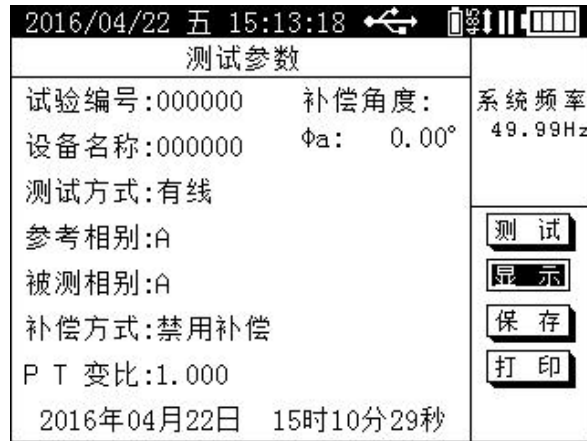 2016/04/22 五 15:13:18
测试参数
试验编号:000000
补偿角度:
设备名称:000000
Φa: 0.00°
测试方式:有线
参考相别:A
被测相别:A
补偿方式:禁用补偿
PT变比:1.000
2016年04月22日 15时10分29秒
系统频率
49.99Hz
测 试
显 示
保 存
打 印